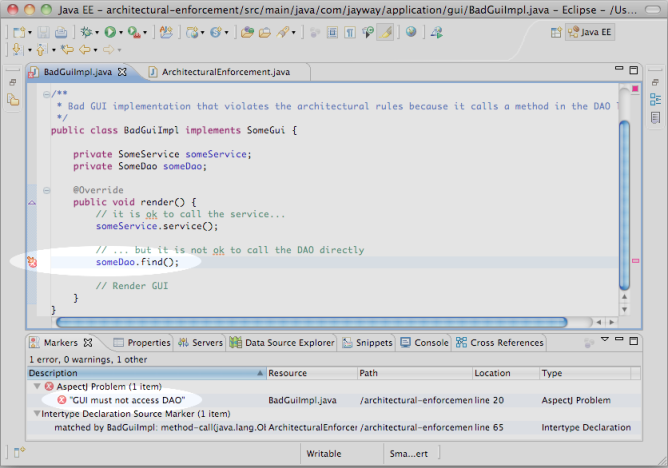 Java EE - architectural-enforcement/src/main/java/com/jayway/application/gui/BadGuiImpl.java - Eclipse - /Us...
Java EE
BadGuiImpl.java
ArchitecturalEnforcement.java
/**
* Bad GUI implementation that violates the architectural rules because it calls a method in the DAO
*/
public class BadGuiImpl implements SomeGui {
private SomeService someService;
private SomeDao someDao;
@Override
public void render() {
// it is ok to call the service...
someService.service();
// ... but it is not ok to call the DAO directly
someDao.find();
// Render GUI
}
}
Markers
Properties
Servers
Data Source Explorer
Snippets
Console
Cross References
1 error, 0 warnings, 1 other
Description Resource Path Location Type
AspectJ Problem (1 item)
"GUI must not access DAO" BadGuiImpl.java /architectural-enforcemen line 20 AspectJ Problem
Intertype Declaration Source Marker (1 item)
matched by BadGuiImpl: method-call(java.lang.Ol ArchitecturalEnforcer /architectural-enforcemen line 65 Intertype Declaration
Writable
Sma...ert